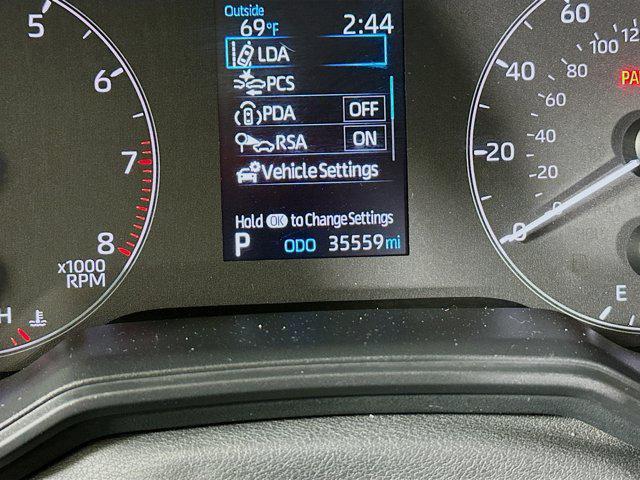 Outside
69°F 2:44
LDA
PCS
PDA OFF
RSA ON
Vehicle Settings
Hold OK to Change Settings
P ODO 35559 mi
5
6
7
8
x1000
RPM
H
60
100
80
40
60
40
20
20
0
0
E